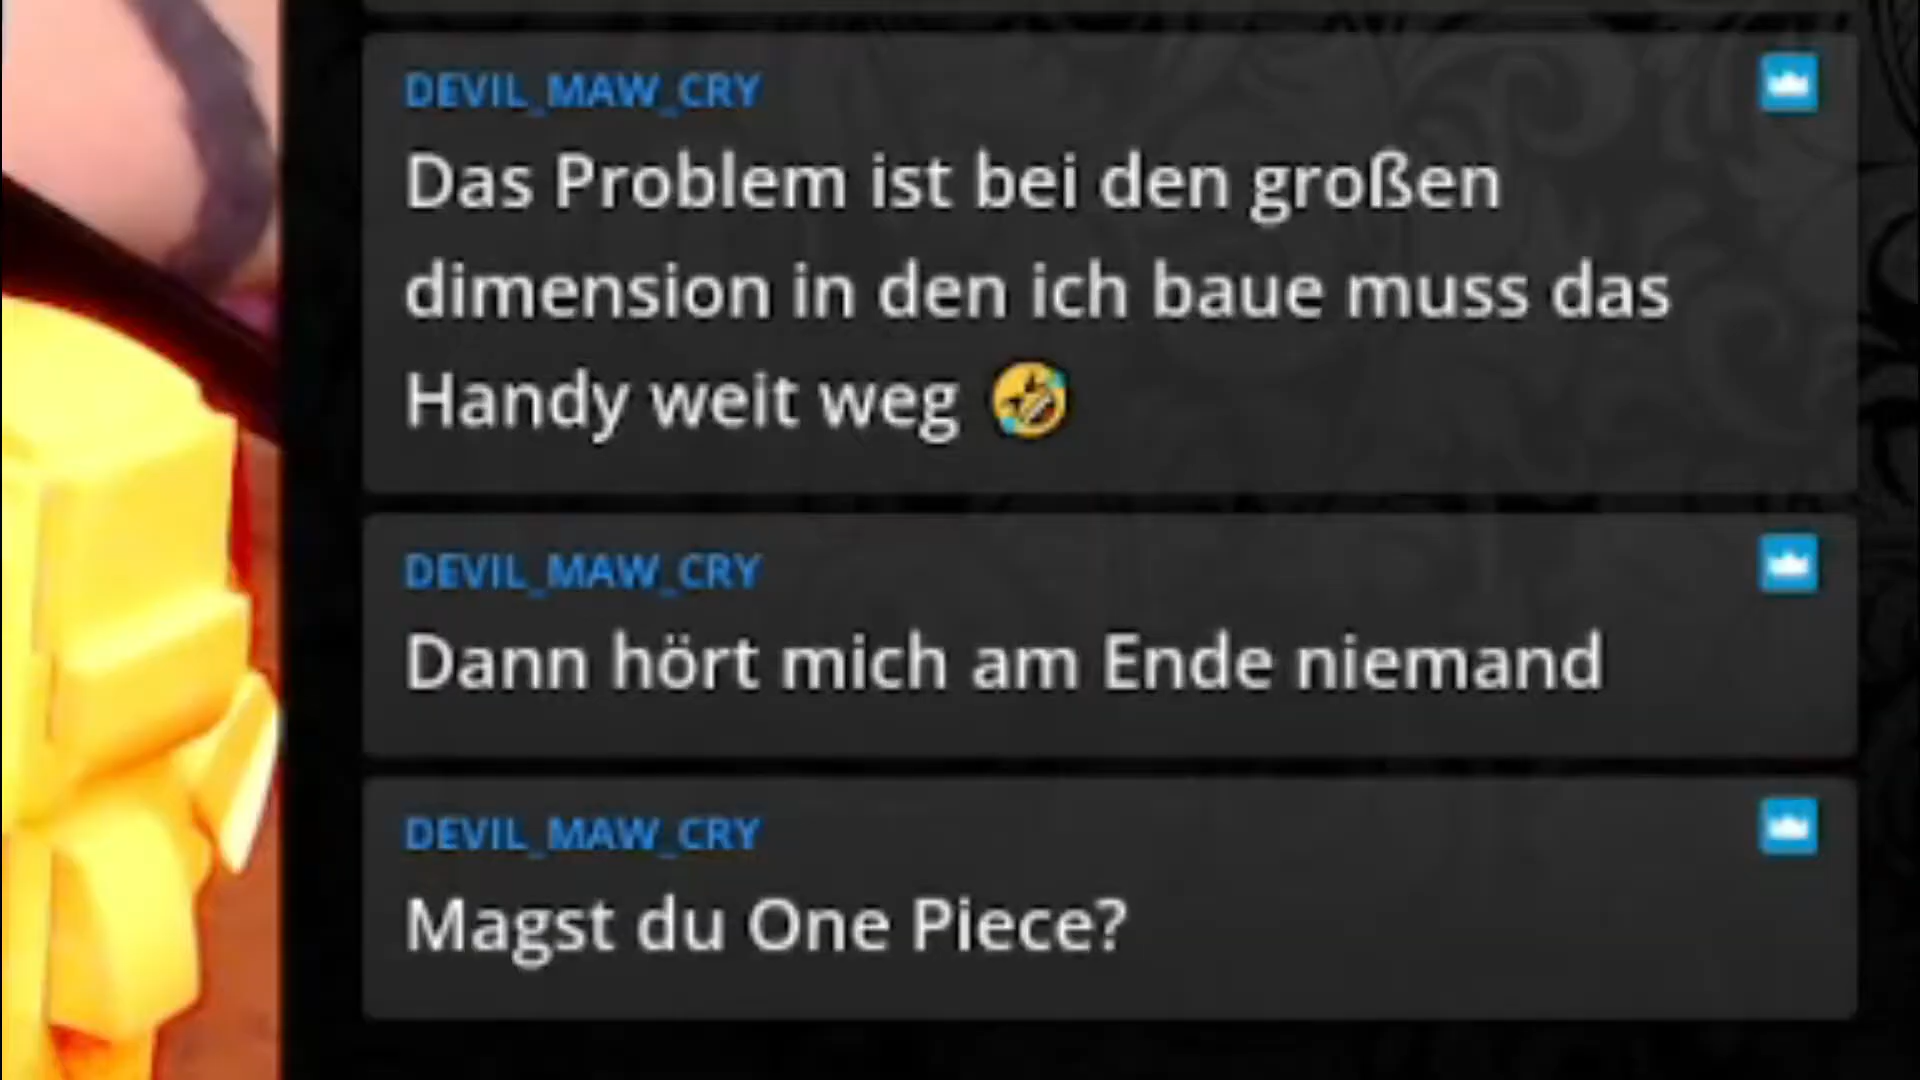 DEVIL_MAW_CRY
Das Problem ist bei den großen
dimension in den ich baue muss das
Handy weit weg 🤣
DEVIL_MAW_CRY
Dann hört mich am Ende niemand
DEVIL_MAW_CRY
Magst du One Piece?